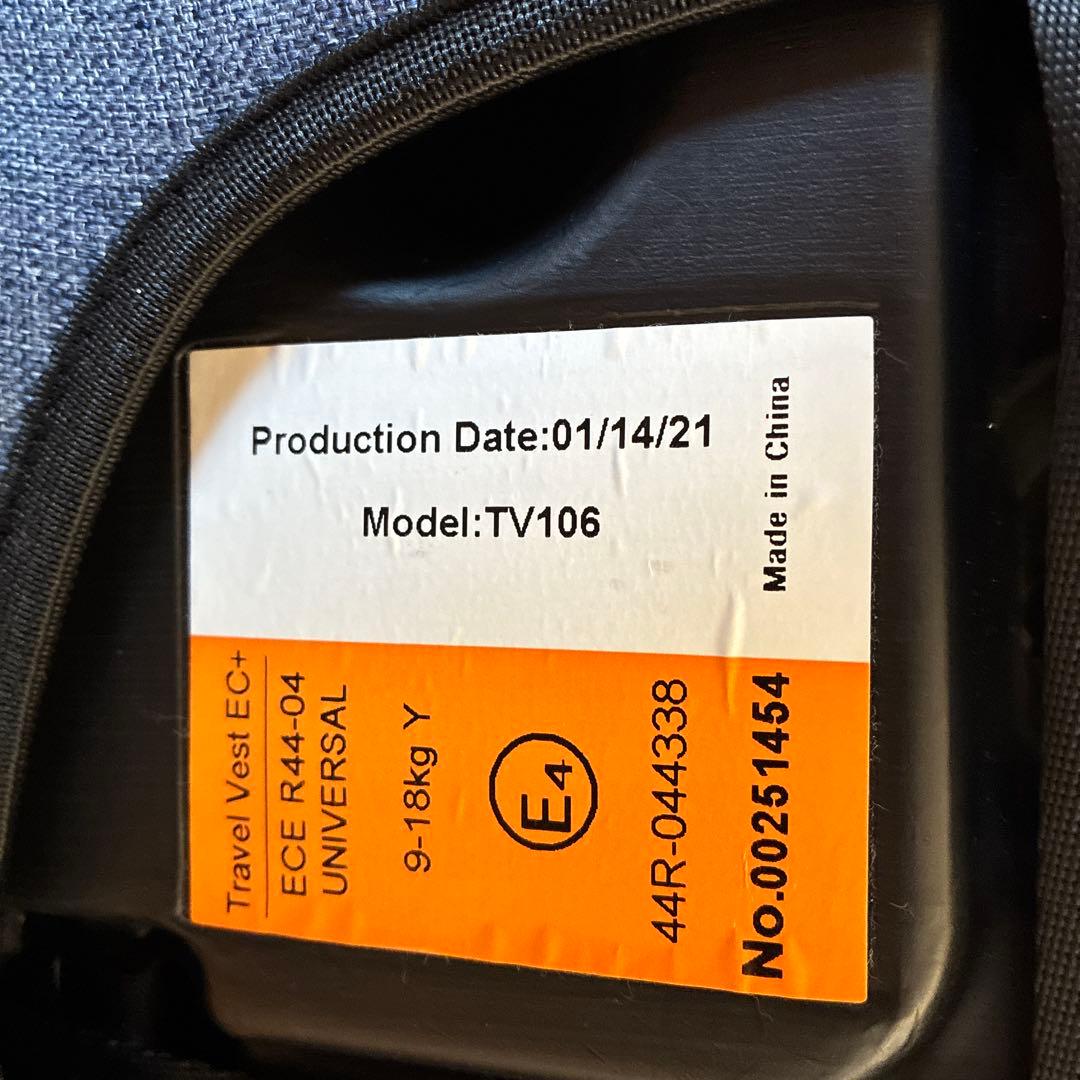 Production Date:01/14/21
Model:TV106
Made in China
Travel Vest EC+
ECE R44-04
UNIVERSAL
9-18kg Y
E4
44R-044338
No.00251454